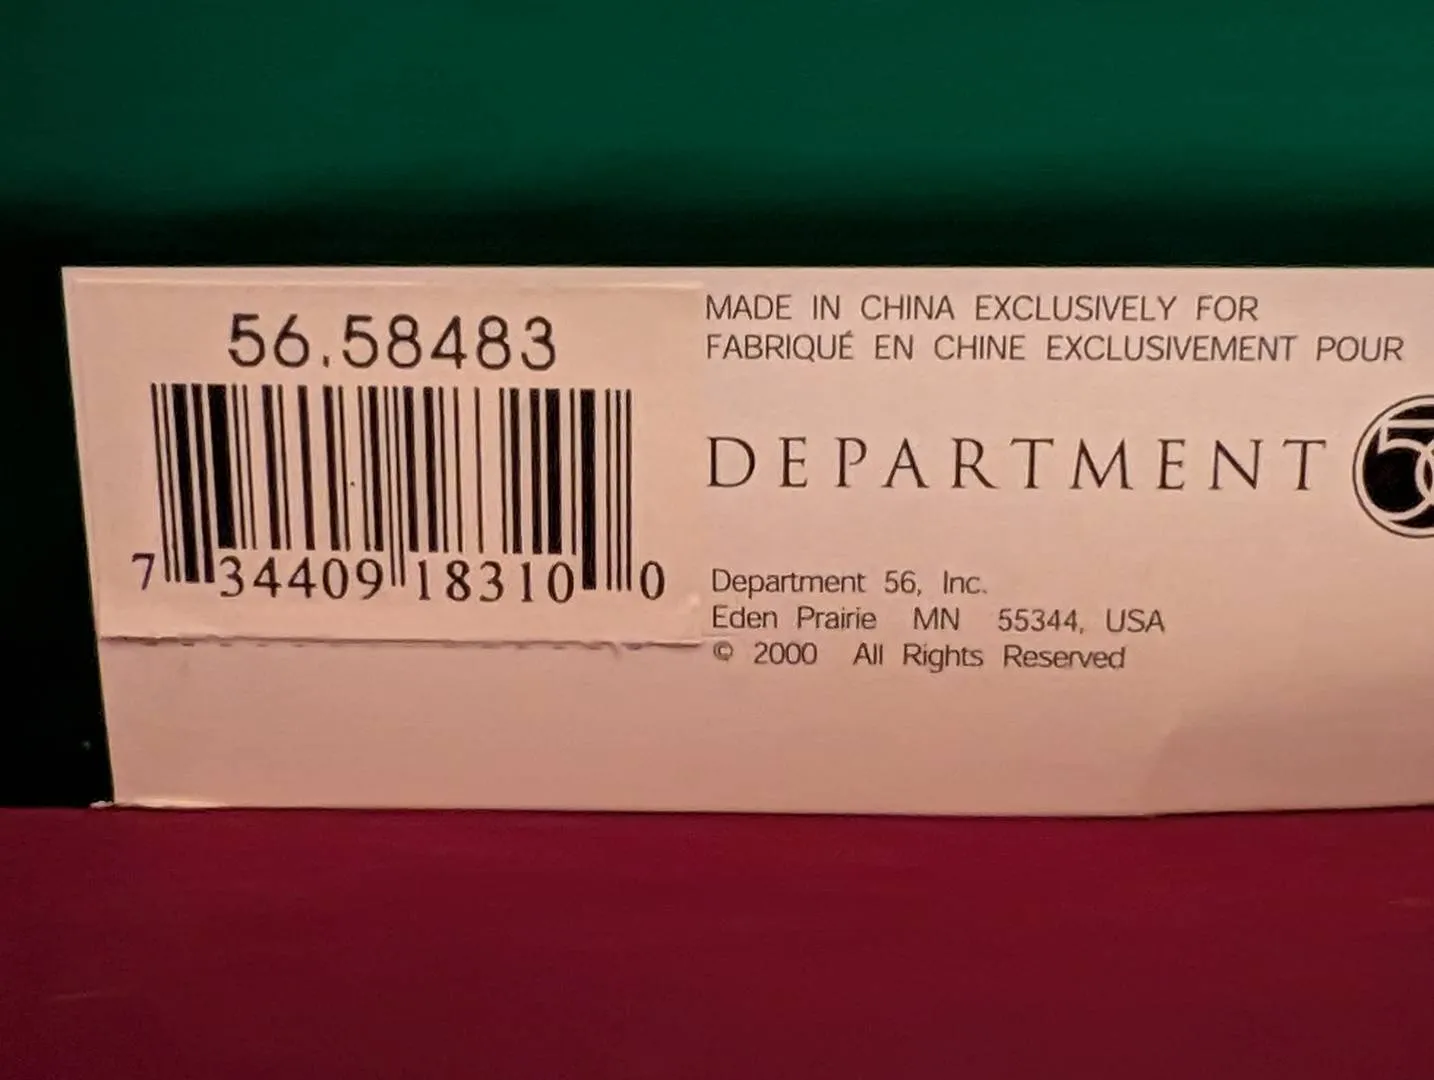 56.58483
7 34409 18310 0
MADE IN CHINA EXCLUSIVELY FOR
FABRIQUÉ EN CHINE EXCLUSIVEMENT POUR
DEPARTMENT 56
Department 56, Inc.
Eden Prairie MN 55344, USA
© 2000 All Rights Reserved